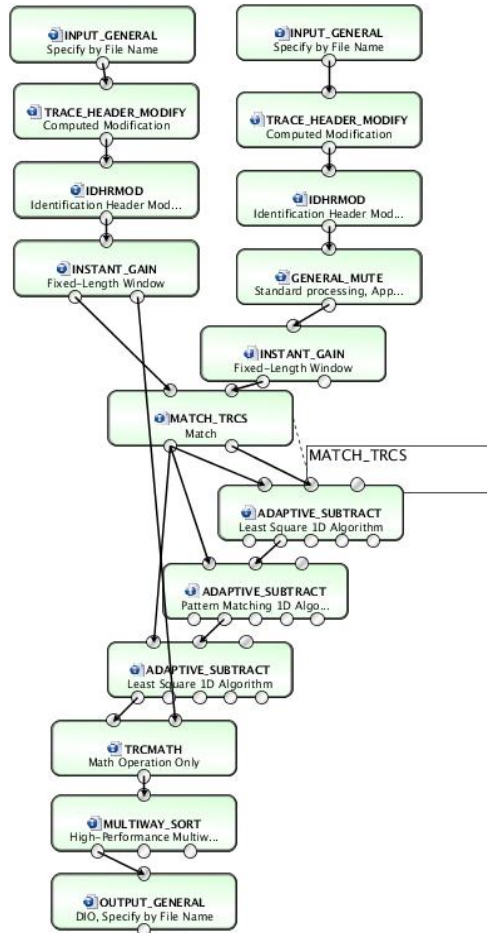 INPUT_GENERAL
Specify by File Name
INPUT_GENERAL
Specify by File Name
TRACE_HEADER_MODIFY
Computed Modification
TRACE_HEADER_MODIFY
Computed Modification
IDHRMOD
Identification Header Mod...
IDHRMOD
Identification Header Mod...
INSTANT_GAIN
Fixed-Length Window
GENERAL_MUTE
Standard processing, App...
INSTANT_GAIN
Fixed-Length Window
MATCH_TRCS
Match
MATCH_TRCS
ADAPTIVE_SUBTRACT
Least Square 1D Algorithm
ADAPTIVE_SUBTRACT
Pattern Matching 1D Algo...
ADAPTIVE_SUBTRACT
Least Square 1D Algorithm
TRCMATH
Math Operation Only
MULTIWAY_SORT
High-Performance Multiw...
OUTPUT_GENERAL
DIO, Specify by File Name